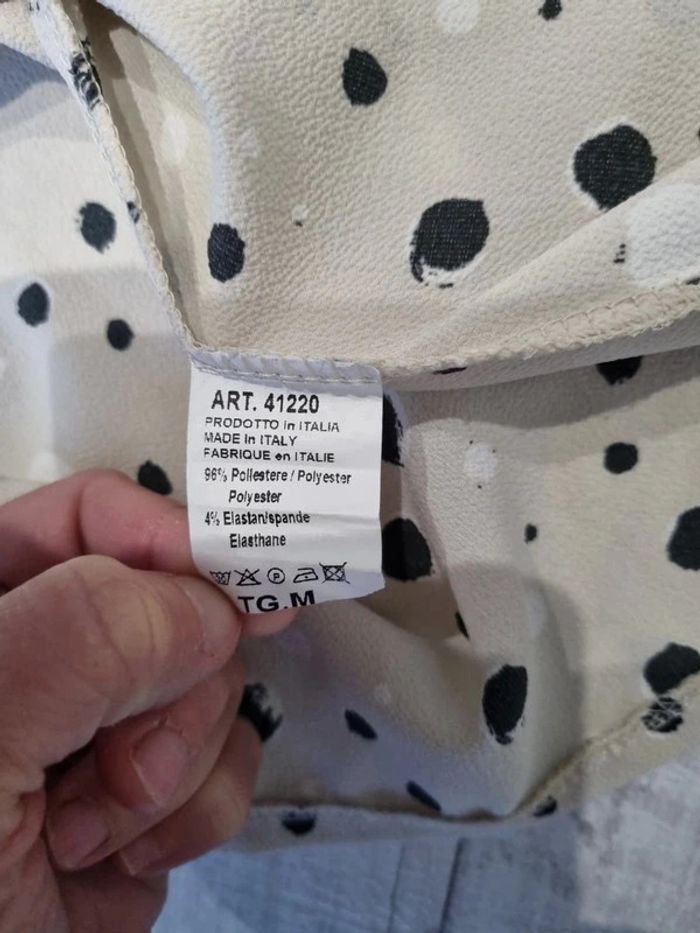 ART. 41220
PRODOTTO in ITALIA
MADE in ITALY
FABRIQUE en ITALIE
96% Poliestere / Polyester
Polyester
4% Elastan/spande
Elasthane
P
TG.M